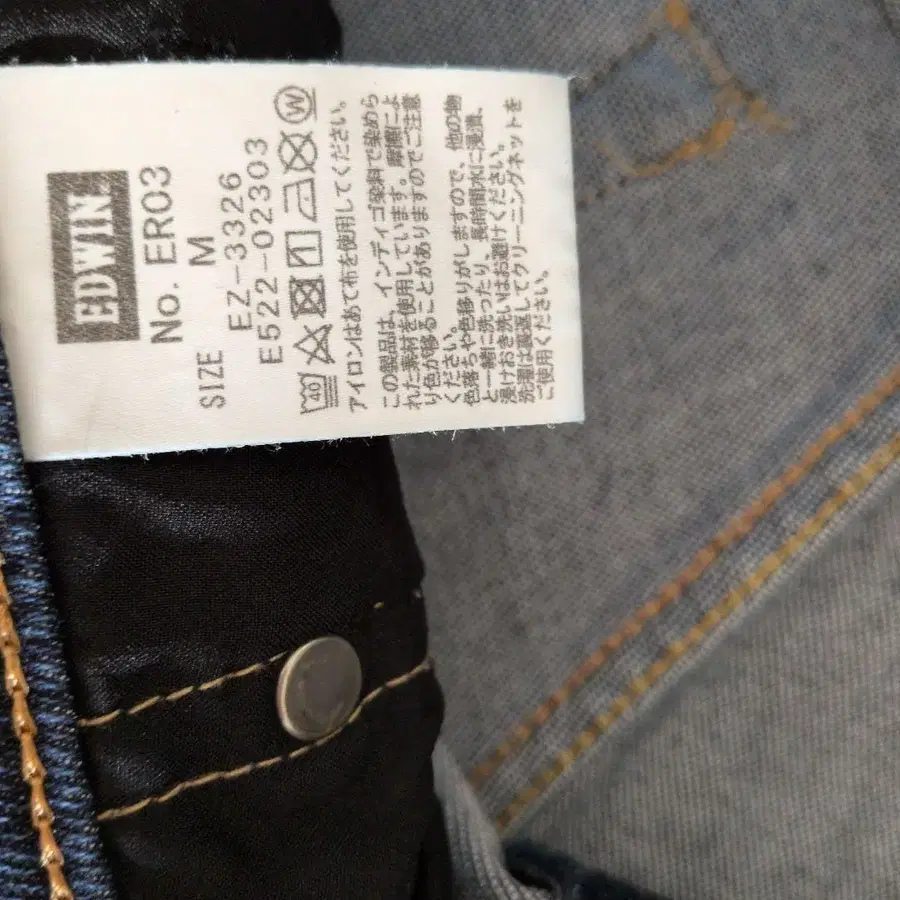 EDWIN
No. ER03
SIZE M
EZ-3326
E522-02303
40 W
アイロンはあて布を使用してください。
この製品は、インディゴ染料で染めら
れた素材を使用しています。摩擦によ
り色が移ることがありますのでご注意
ください。
色落ちや色移りがしますので、他の物
と一緒に洗ったり、長時間水に浸漬、
浸けおき洗いはお避けください。
洗濯は裏返してクリーニングネットを
ご使用ください。